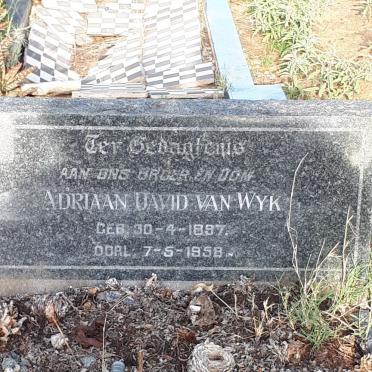 Ter Gedagtenis
AAN ONS BROER EN OOM
ADRIAAN DAVID VAN WYK
GEB. 30-4-1897.
OORL. 7-5-1958.